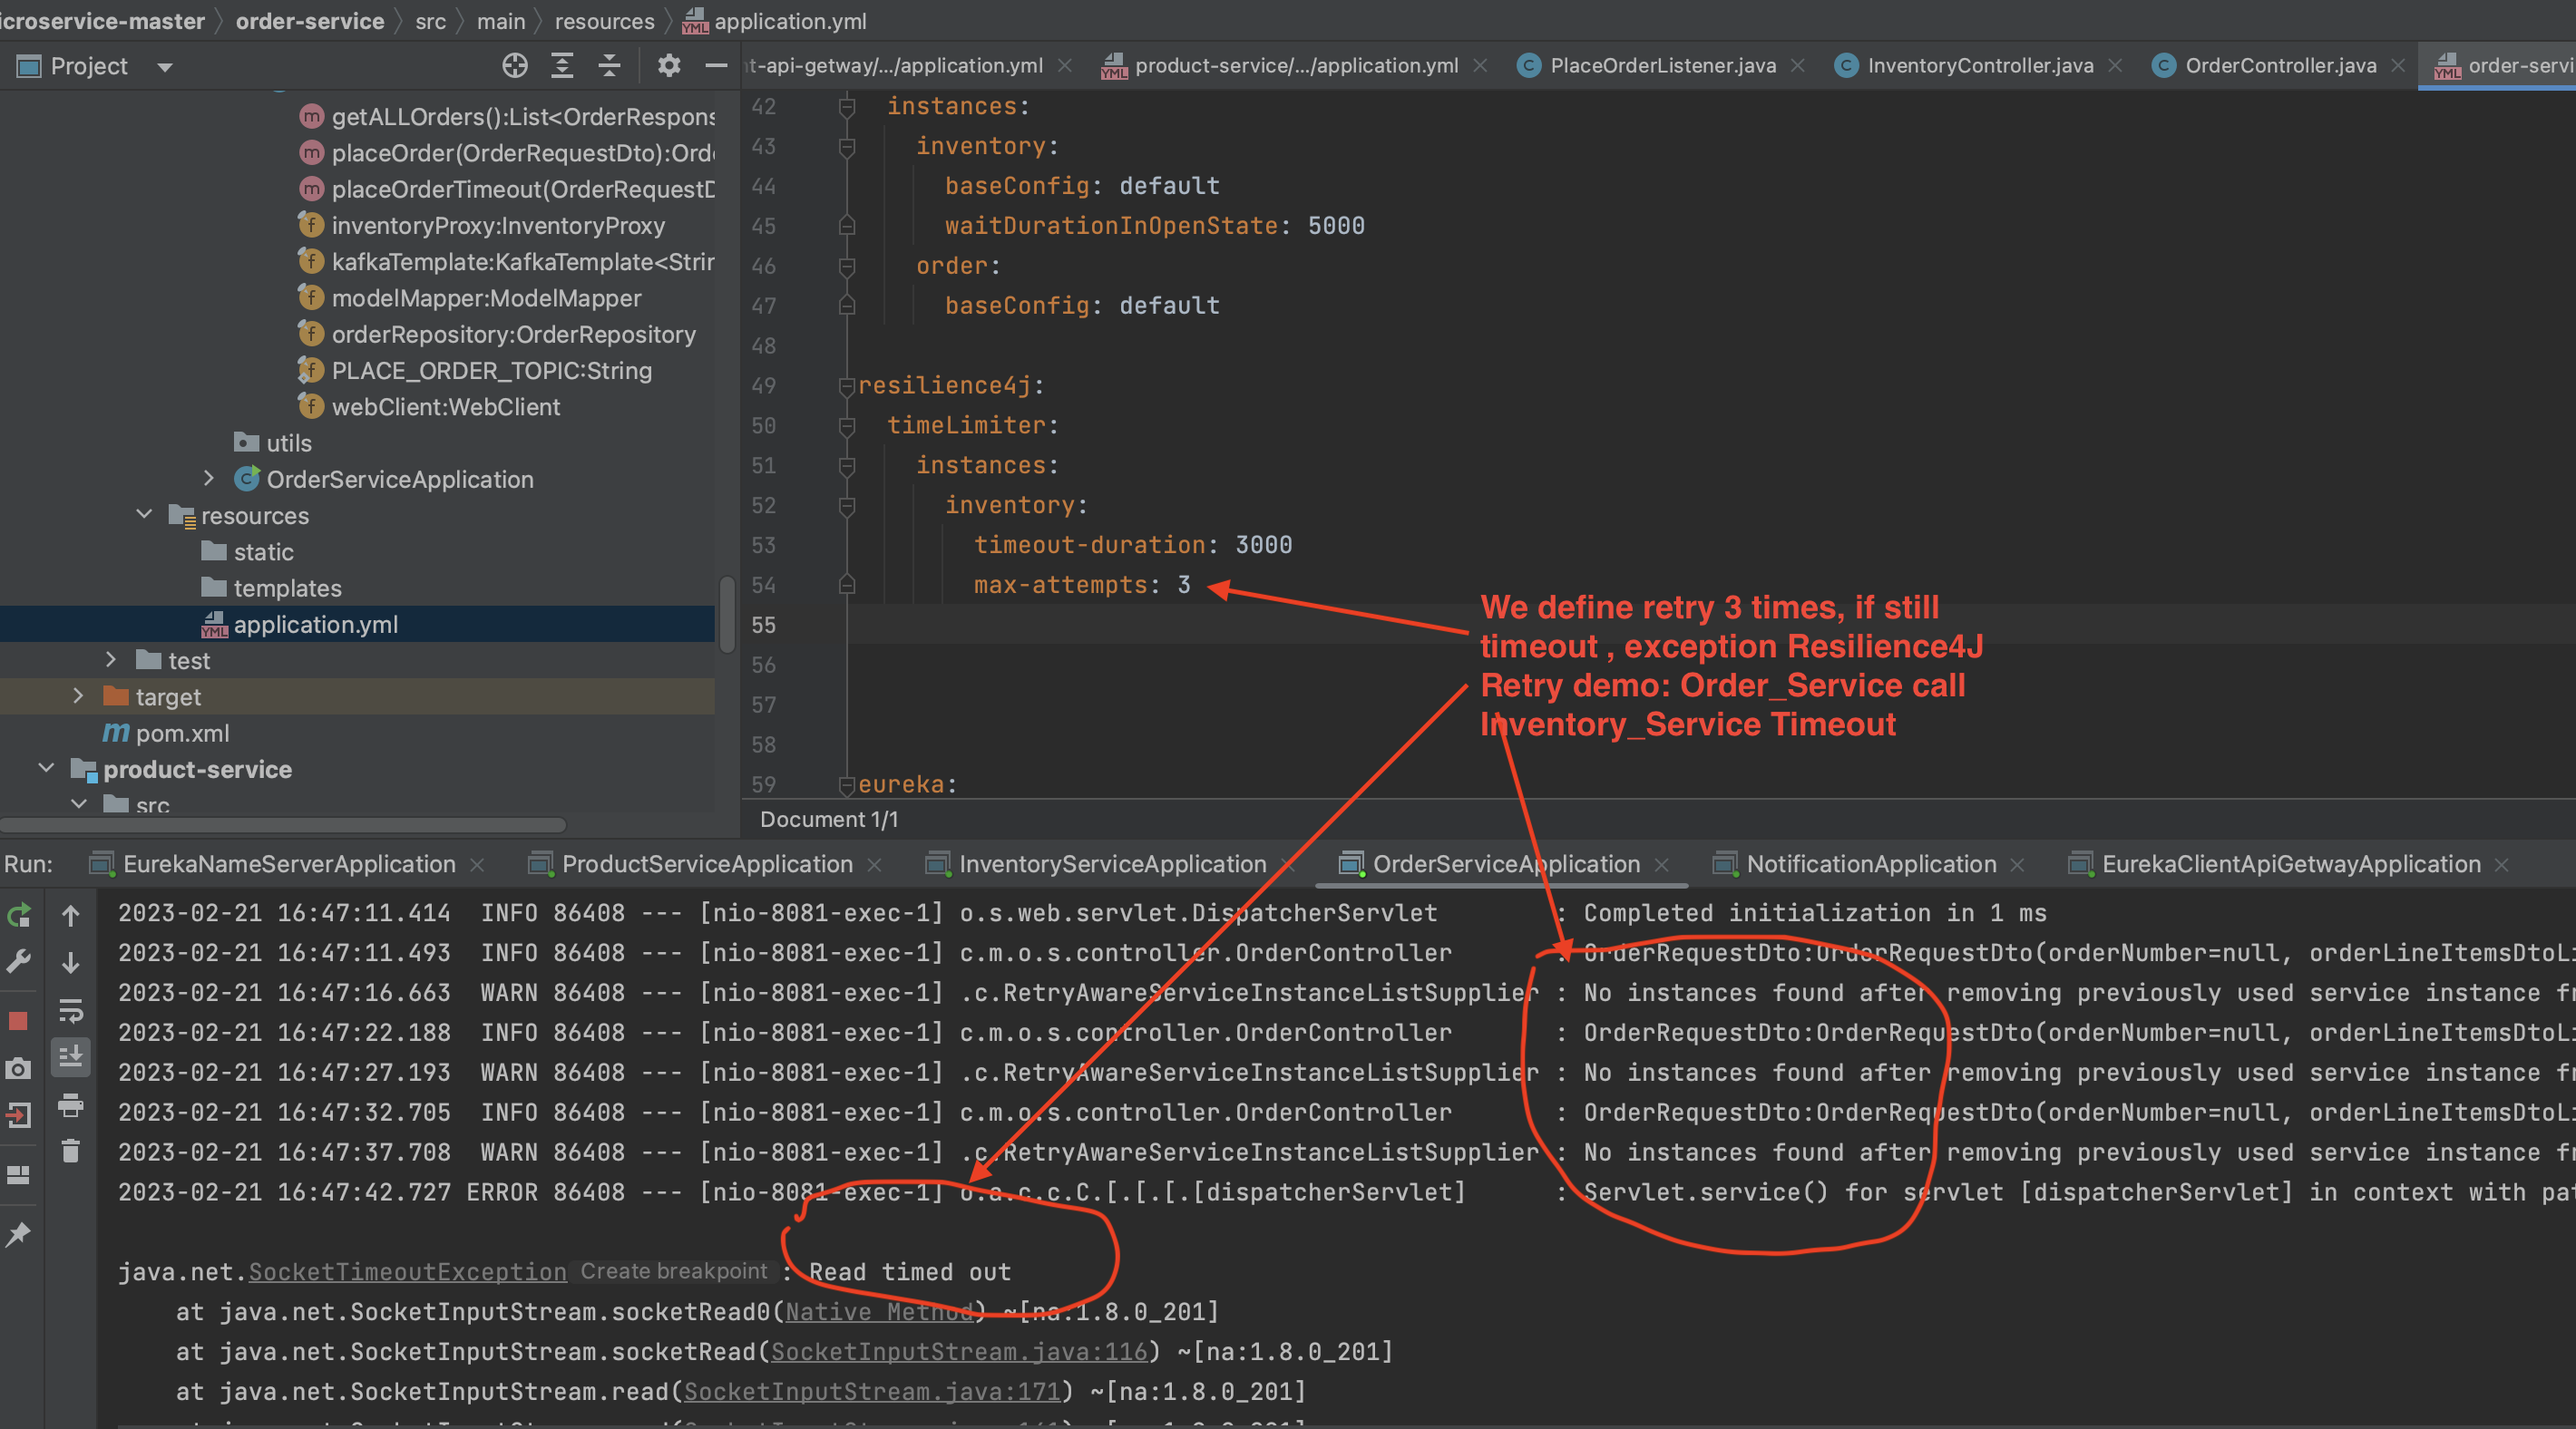 icroservice-master order-service src main resources application.yml
Project
t-api-getway/.../application.yml product-service/.../application.yml PlaceOrderListener.java InventoryController.java OrderController.java order-servi
getALLOrders():List<OrderRespons
placeOrder(OrderRequestDto):Orde
placeOrderTimeout(OrderRequestD
inventoryProxy:InventoryProxy
kafkaTemplate:KafkaTemplate<Strin
modelMapper:ModelMapper
orderRepository:OrderRepository
PLACE_ORDER_TOPIC:String
webClient:WebClient
utils
OrderServiceApplication
resources
static
templates
application.yml
test
target
pom.xml
product-service
src
42 instances:
43 inventory:
44 baseConfig: default
45 waitDurationInOpenState: 5000
46 order:
47 baseConfig: default
48
49 resilience4j:
50 timeLimiter:
51 instances:
52 inventory:
53 timeout-duration: 3000
54 max-attempts: 3
55
56
57
58
59 eureka:
We define retry 3 times, if still
timeout , exception Resilience4J
Retry demo: Order_Service call
Inventory_Service Timeout
Document 1/1
Run: EurekaNameServerApplication ProductServiceApplication InventoryServiceApplication OrderServiceApplication NotificationApplication EurekaClientApiGetwayApplication
2023-02-21 16:47:11.414 INFO 86408 --- [nio-8081-exec-1] o.s.web.servlet.DispatcherServlet : Completed initialization in 1 ms
2023-02-21 16:47:11.493 INFO 86408 --- [nio-8081-exec-1] c.m.o.s.controller.OrderController : OrderRequestDto:OrderRequestDto(orderNumber=null, orderLineItemsDtoLi
2023-02-21 16:47:16.663 WARN 86408 --- [nio-8081-exec-1] .c.RetryAwareServiceInstanceListSupplier : No instances found after removing previously used service instance fr
2023-02-21 16:47:22.188 INFO 86408 --- [nio-8081-exec-1] c.m.o.s.controller.OrderController : OrderRequestDto:OrderRequestDto(orderNumber=null, orderLineItemsDtoLi
2023-02-21 16:47:27.193 WARN 86408 --- [nio-8081-exec-1] .c.RetryAwareServiceInstanceListSupplier : No instances found after removing previously used service instance fr
2023-02-21 16:47:32.705 INFO 86408 --- [nio-8081-exec-1] c.m.o.s.controller.OrderController : OrderRequestDto:OrderRequestDto(orderNumber=null, orderLineItemsDtoLi
2023-02-21 16:47:37.708 WARN 86408 --- [nio-8081-exec-1] .c.RetryAwareServiceInstanceListSupplier : No instances found after removing previously used service instance fr
2023-02-21 16:47:42.727 ERROR 86408 --- [nio-8081-exec-1] o.a.c.c.C.[.[.[.[dispatcherServlet] : Servlet.service() for servlet [dispatcherServlet] in context with pat
java.net.SocketTimeoutException Create breakpoint : Read timed out
at java.net.SocketInputStream.socketRead0(Native Method) ~[na:1.8.0_201]
at java.net.SocketInputStream.socketRead(SocketInputStream.java:116) ~[na:1.8.0_201]
at java.net.SocketInputStream.read(SocketInputStream.java:171) ~[na:1.8.0_201]